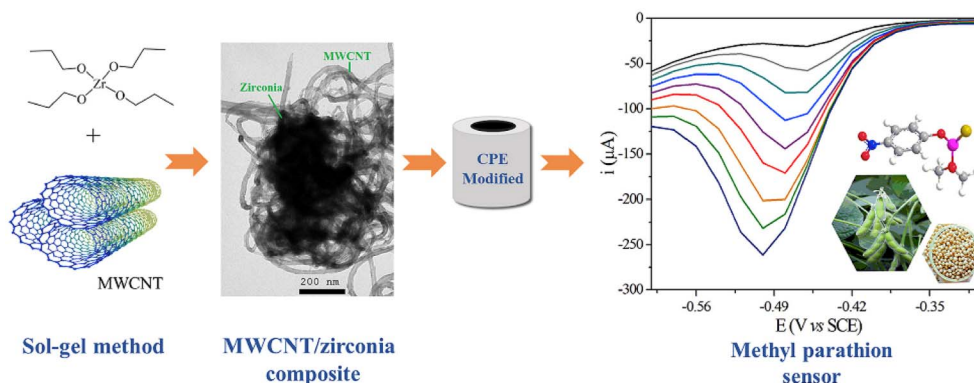 O
O
Zr
O
O
+
MWCNT
Sol-gel method
MWCNT
Zirconia
200 nm
MWCNT/zirconia
composite
CPE
Modified
0
-50
-100
-150
-200
-250
-300
i (µA)
-0.56
-0.49
-0.42
-0.35
E (V vs SCE)
Methyl parathion
sensor